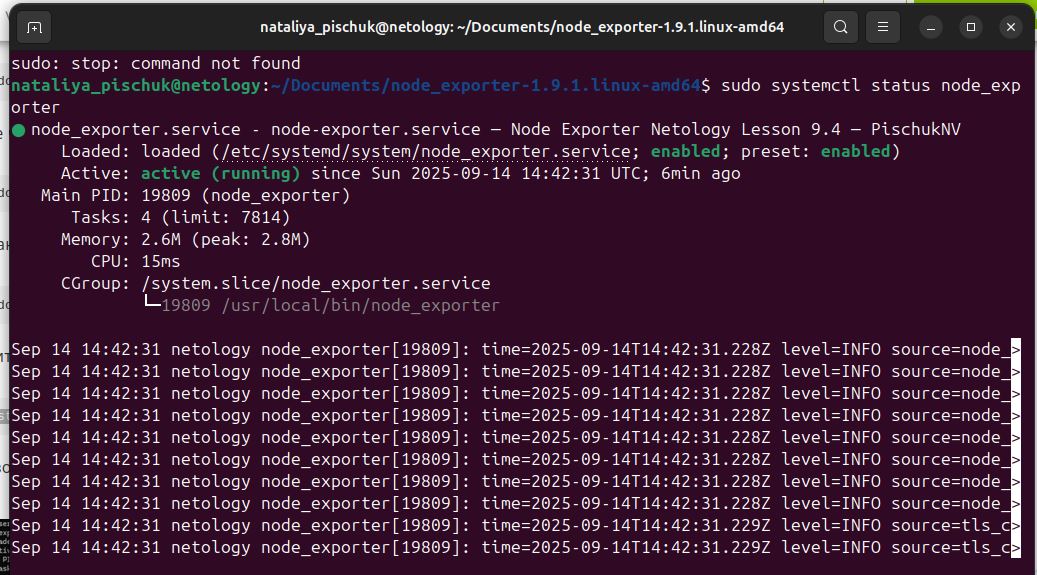 nataliya_pischuk@netology: ~/Documents/node_exporter-1.9.1.linux-amd64
sudo: stop: command not found
nataliya_pischuk@netology:~/Documents/node_exporter-1.9.1.linux-amd64$ sudo systemctl status node_exp
orter
● node_exporter.service - node-exporter.service — Node Exporter Netology Lesson 9.4 — PischukNV
Loaded: loaded (/etc/systemd/system/node_exporter.service; enabled; preset: enabled)
Active: active (running) since Sun 2025-09-14 14:42:31 UTC; 6min ago
Main PID: 19809 (node_exporter)
Tasks: 4 (limit: 7814)
Memory: 2.6M (peak: 2.8M)
CPU: 15ms
CGroup: /system.slice/node_exporter.service
└─19809 /usr/local/bin/node_exporter
Sep 14 14:42:31 netology node_exporter[19809]: time=2025-09-14T14:42:31.228Z level=INFO source=node_>
Sep 14 14:42:31 netology node_exporter[19809]: time=2025-09-14T14:42:31.228Z level=INFO source=node_>
Sep 14 14:42:31 netology node_exporter[19809]: time=2025-09-14T14:42:31.228Z level=INFO source=node_>
Sep 14 14:42:31 netology node_exporter[19809]: time=2025-09-14T14:42:31.228Z level=INFO source=node_>
Sep 14 14:42:31 netology node_exporter[19809]: time=2025-09-14T14:42:31.228Z level=INFO source=node_>
Sep 14 14:42:31 netology node_exporter[19809]: time=2025-09-14T14:42:31.228Z level=INFO source=node_>
Sep 14 14:42:31 netology node_exporter[19809]: time=2025-09-14T14:42:31.228Z level=INFO source=node_>
Sep 14 14:42:31 netology node_exporter[19809]: time=2025-09-14T14:42:31.228Z level=INFO source=node_>
Sep 14 14:42:31 netology node_exporter[19809]: time=2025-09-14T14:42:31.229Z level=INFO source=tls_c>
Sep 14 14:42:31 netology node_exporter[19809]: time=2025-09-14T14:42:31.229Z level=INFO source=tls_c>